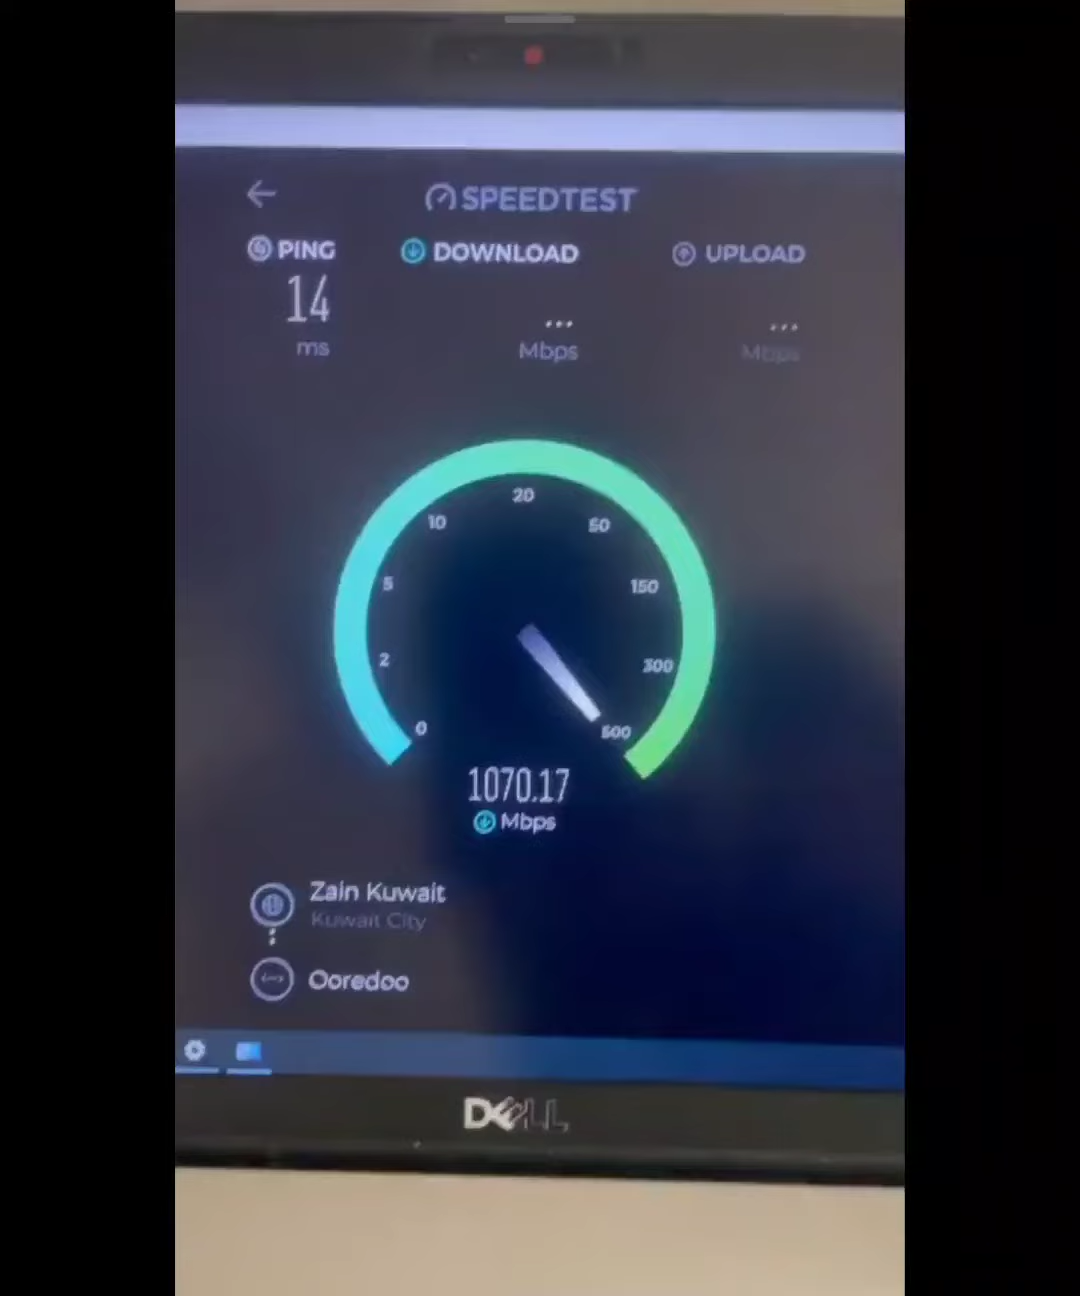 SPEEDTEST
PING DOWNLOAD UPLOAD
14 ... ...
ms Mbps Mbps
0
2
5
10
20
50
150
300
500
1070.17
Mbps
Zain Kuwait
Kuwait City
Ooredoo
DELL